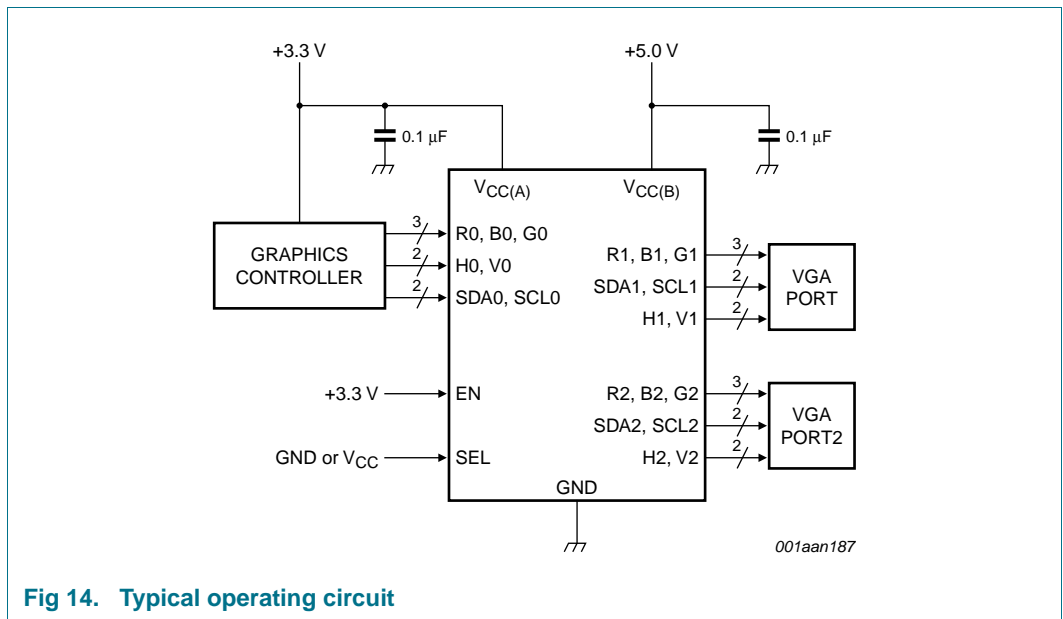 +3.3 V
+5.0 V
0.1 μF
0.1 μF
VCC(A)
VCC(B)
GRAPHICS
CONTROLLER
3
R0, B0, G0
2
H0, V0
2
SDA0, SCL0
R1, B1, G1
3
SDA1, SCL1
2
H1, V1
2
VGA
PORT
+3.3 V
EN
GND or VCC
SEL
R2, B2, G2
3
SDA2, SCL2
2
H2, V2
2
VGA
PORT2
GND
001aan187
Fig 14. Typical operating circuit